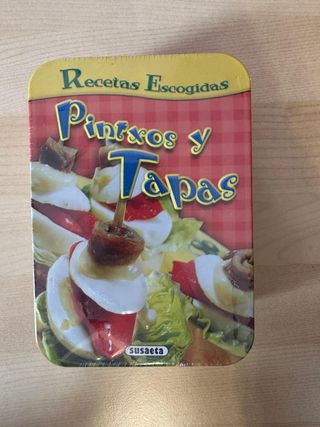 Recetas Escogidas
Pintxos y
Tapas
susaeta